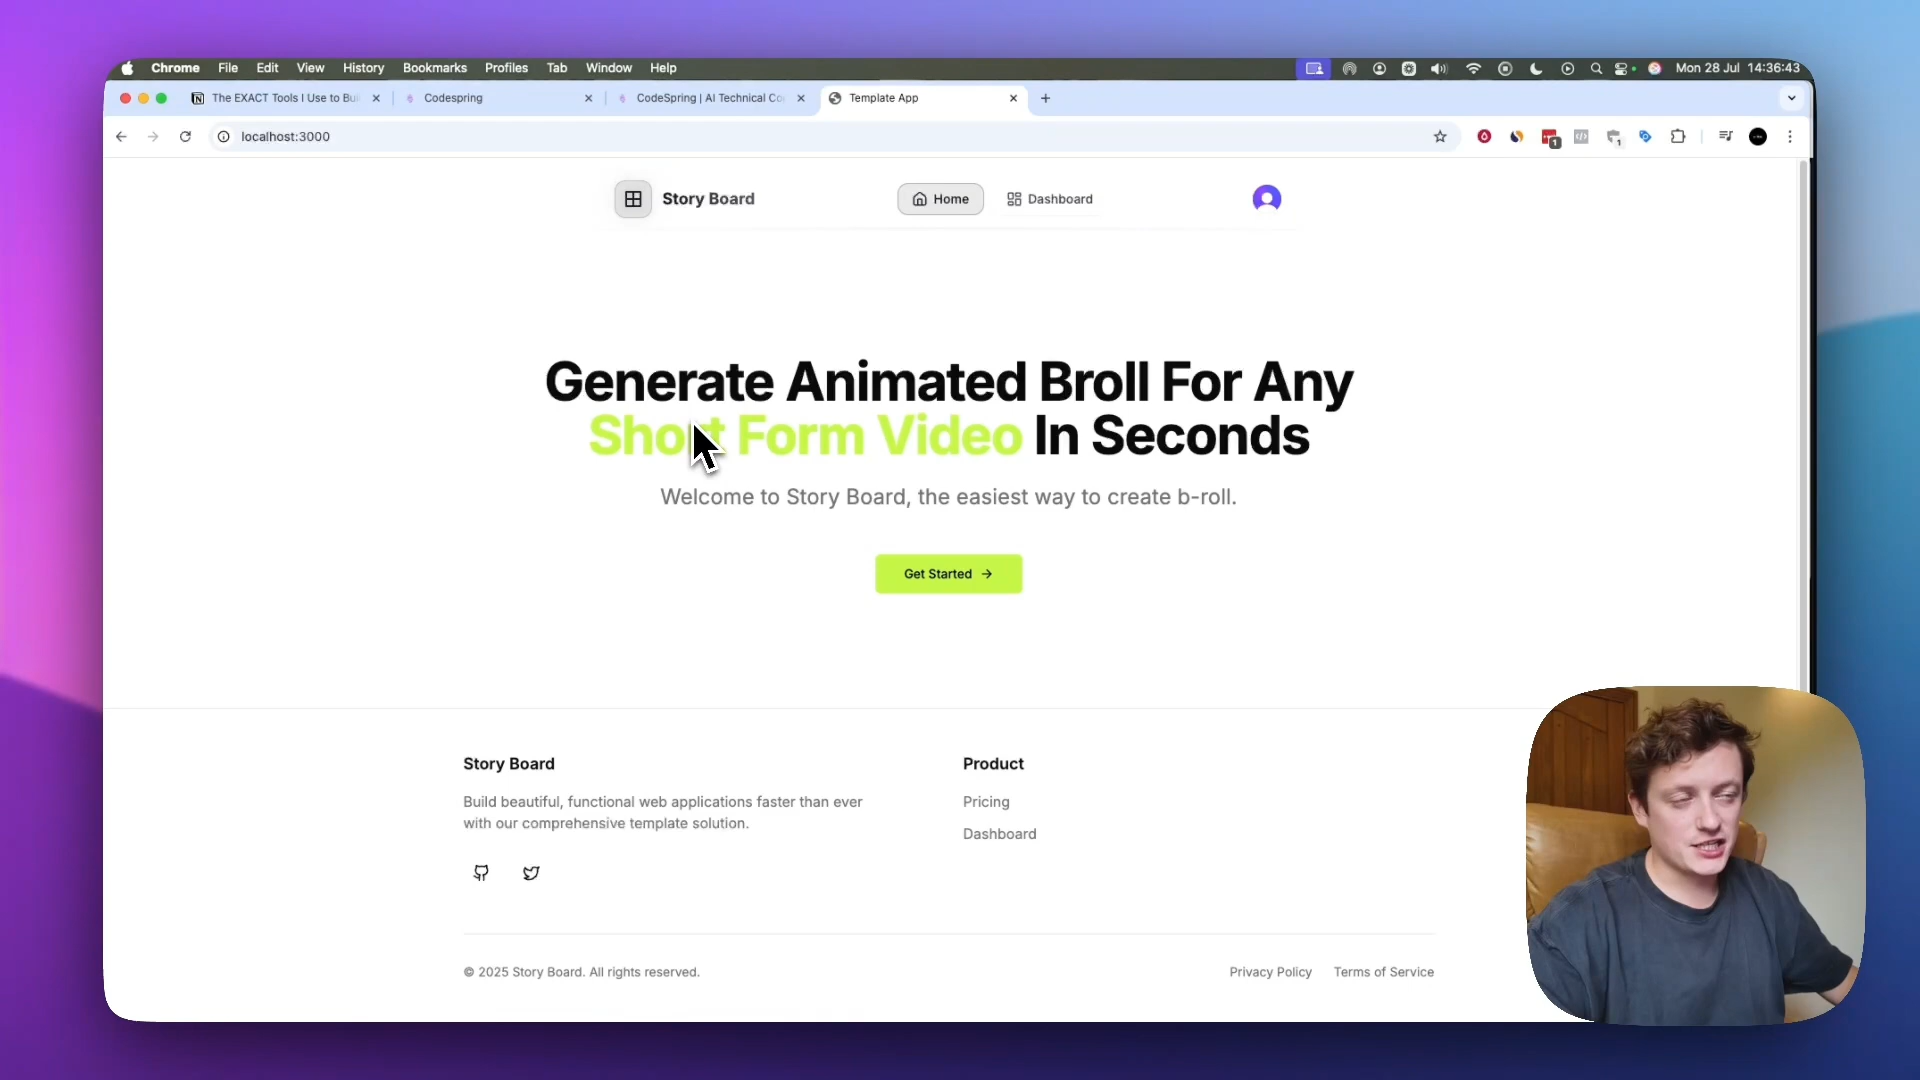 Chrome File Edit View History Bookmarks Profiles Tab Window Help Mon 28 Jul 14:36:43
The EXACT Tools I Use to Bui Codespring CodeSpring | AI Technical Co Template App
localhost:3000
Story Board Home Dashboard
Generate Animated Broll For Any
Short Form Video In Seconds
Welcome to Story Board, the easiest way to create b-roll.
Get Started →
Story Board
Build beautiful, functional web applications faster than ever
with our comprehensive template solution.
Product
Pricing
Dashboard
© 2025 Story Board. All rights reserved.
Privacy Policy Terms of Service